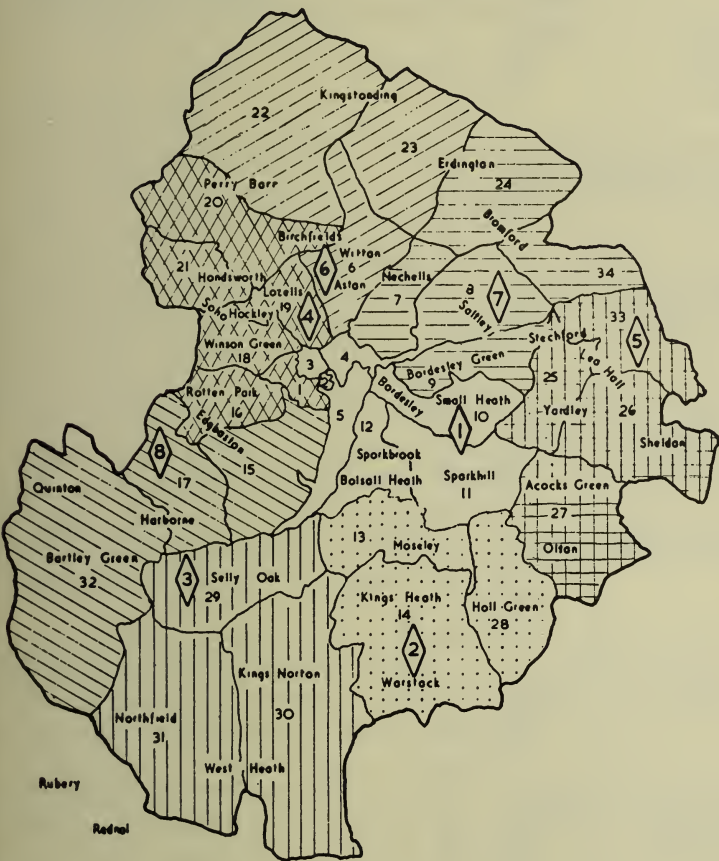 Kingstanding
22
23
Erdington
24
Perry Barr
20
Bromford
Birchfields
21
Handsworth
6
Witton
6
Aston
Nechells
7
8
Saltley
7
34
Lozells
19
4
Soho
Hockley
33
5
Stechford
Lea Hall
Winson Green
18
3
4
Bordesley Green
9
25
1
2
Rotten Park
16
Bordesley
Small Heath
10
1
Yardley
26
Sheldon
Edgbaston
5
12
8
17
15
Sparkbrook
Balsall Heath
Sparkhill
11
Acocks Green
27
Quinton
Harborne
13
Moseley
Olton
Bartley Green
32
3
Selly Oak
29
Kings' Heath
14
Hall Green
28
2
Kings Norton
30
Warstock
Northfield
31
West Heath
Rubery
Rednal